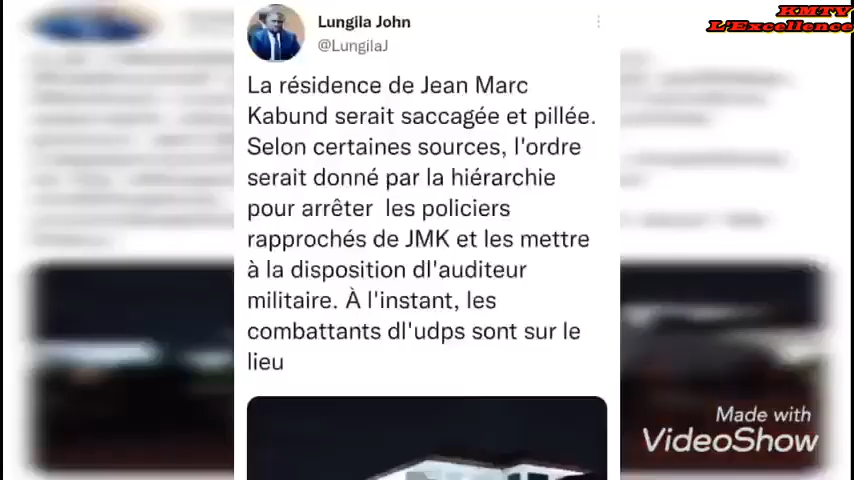 Lungila John
@LungilaJ
La résidence de Jean Marc
Kabund serait saccagée et pillée.
Selon certaines sources, l'ordre
serait donné par la hiérarchie
pour arrêter  les policiers
rapprochés de JMK et les mettre
à la disposition dl'auditeur
militaire. À l'instant, les
combattants dl'udps sont sur le
lieu
KMTV
L'Excellence
Made with
VideoShow